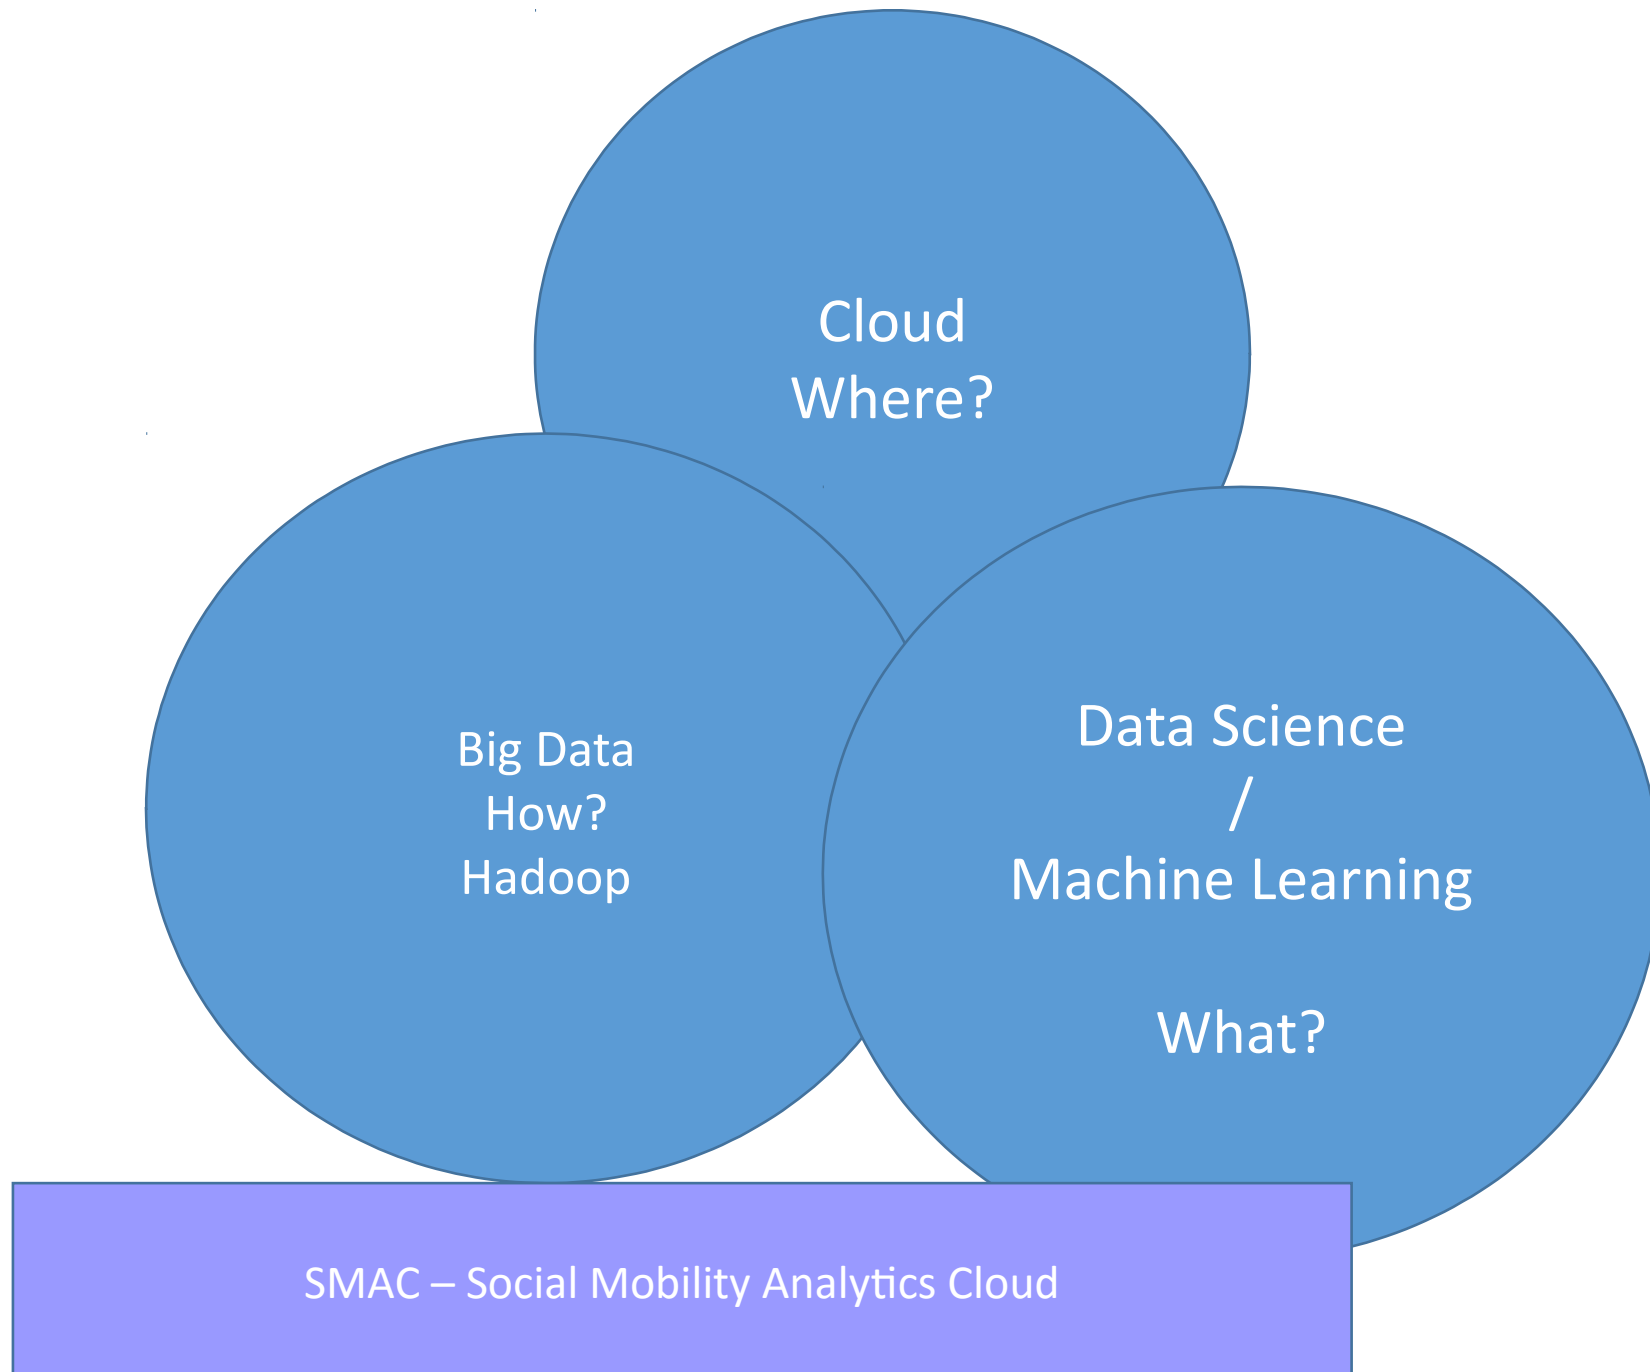 Cloud
Where?
Big Data
How?
Hadoop
Data Science
/
Machine Learning
What?
SMAC – Social Mobility Analytics Cloud